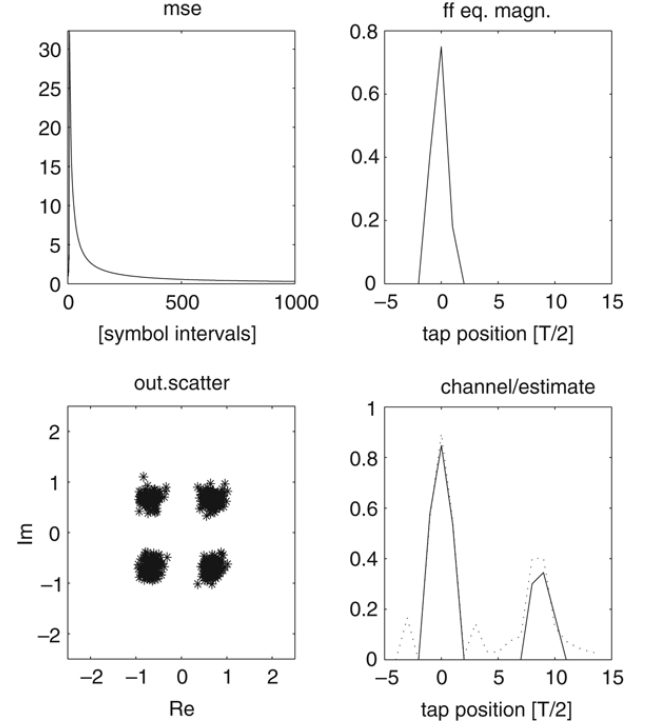 mse
30
25
20
15
10
5
0
0 500 1000
[symbol intervals]
ff eq. magn.
0.8
0.6
0.4
0.2
0
−5 0 5 10 15
tap position [T/2]
out.scatter
Im
2
1
0
−1
−2
−2 −1 0 1 2
Re
channel/estimate
1
0.8
0.6
0.4
0.2
0
−5 0 5 10 15
tap position [T/2]